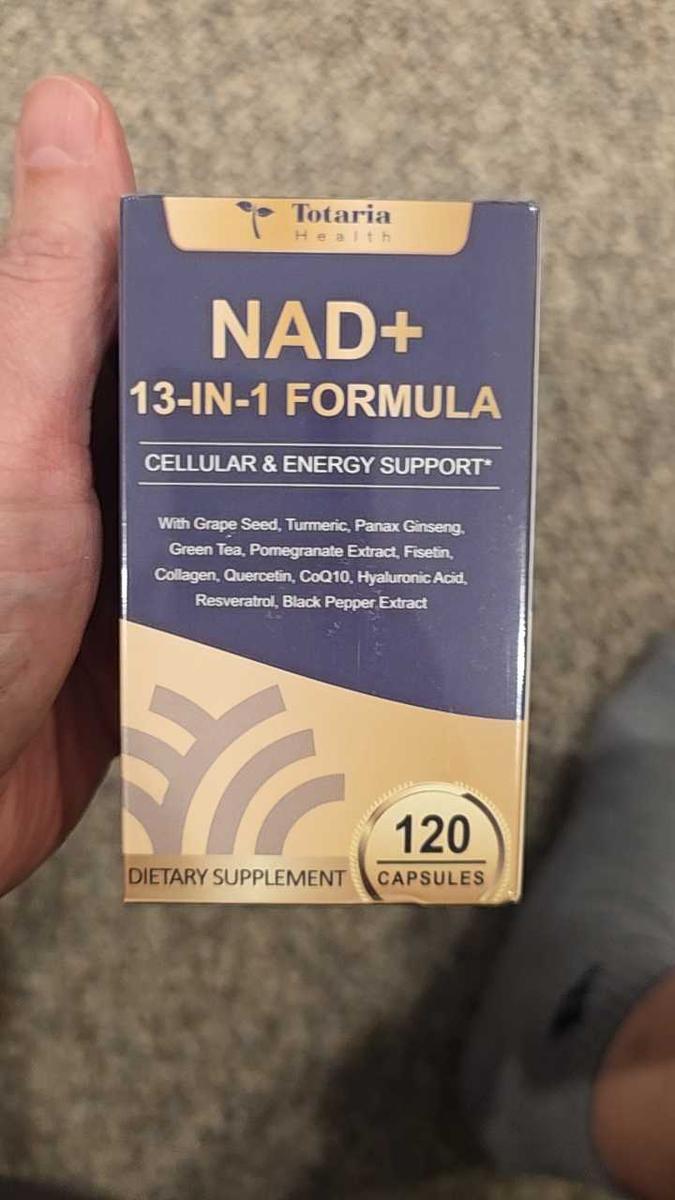 Totaria
Health
NAD+
13-IN-1 FORMULA
CELLULAR & ENERGY SUPPORT*
With Grape Seed, Turmeric, Panax Ginseng,
Green Tea, Pomegranate Extract, Fisetin,
Collagen, Quercetin, CoQ10, Hyaluronic Acid,
Resveratrol, Black Pepper Extract
120
CAPSULES
DIETARY SUPPLEMENT